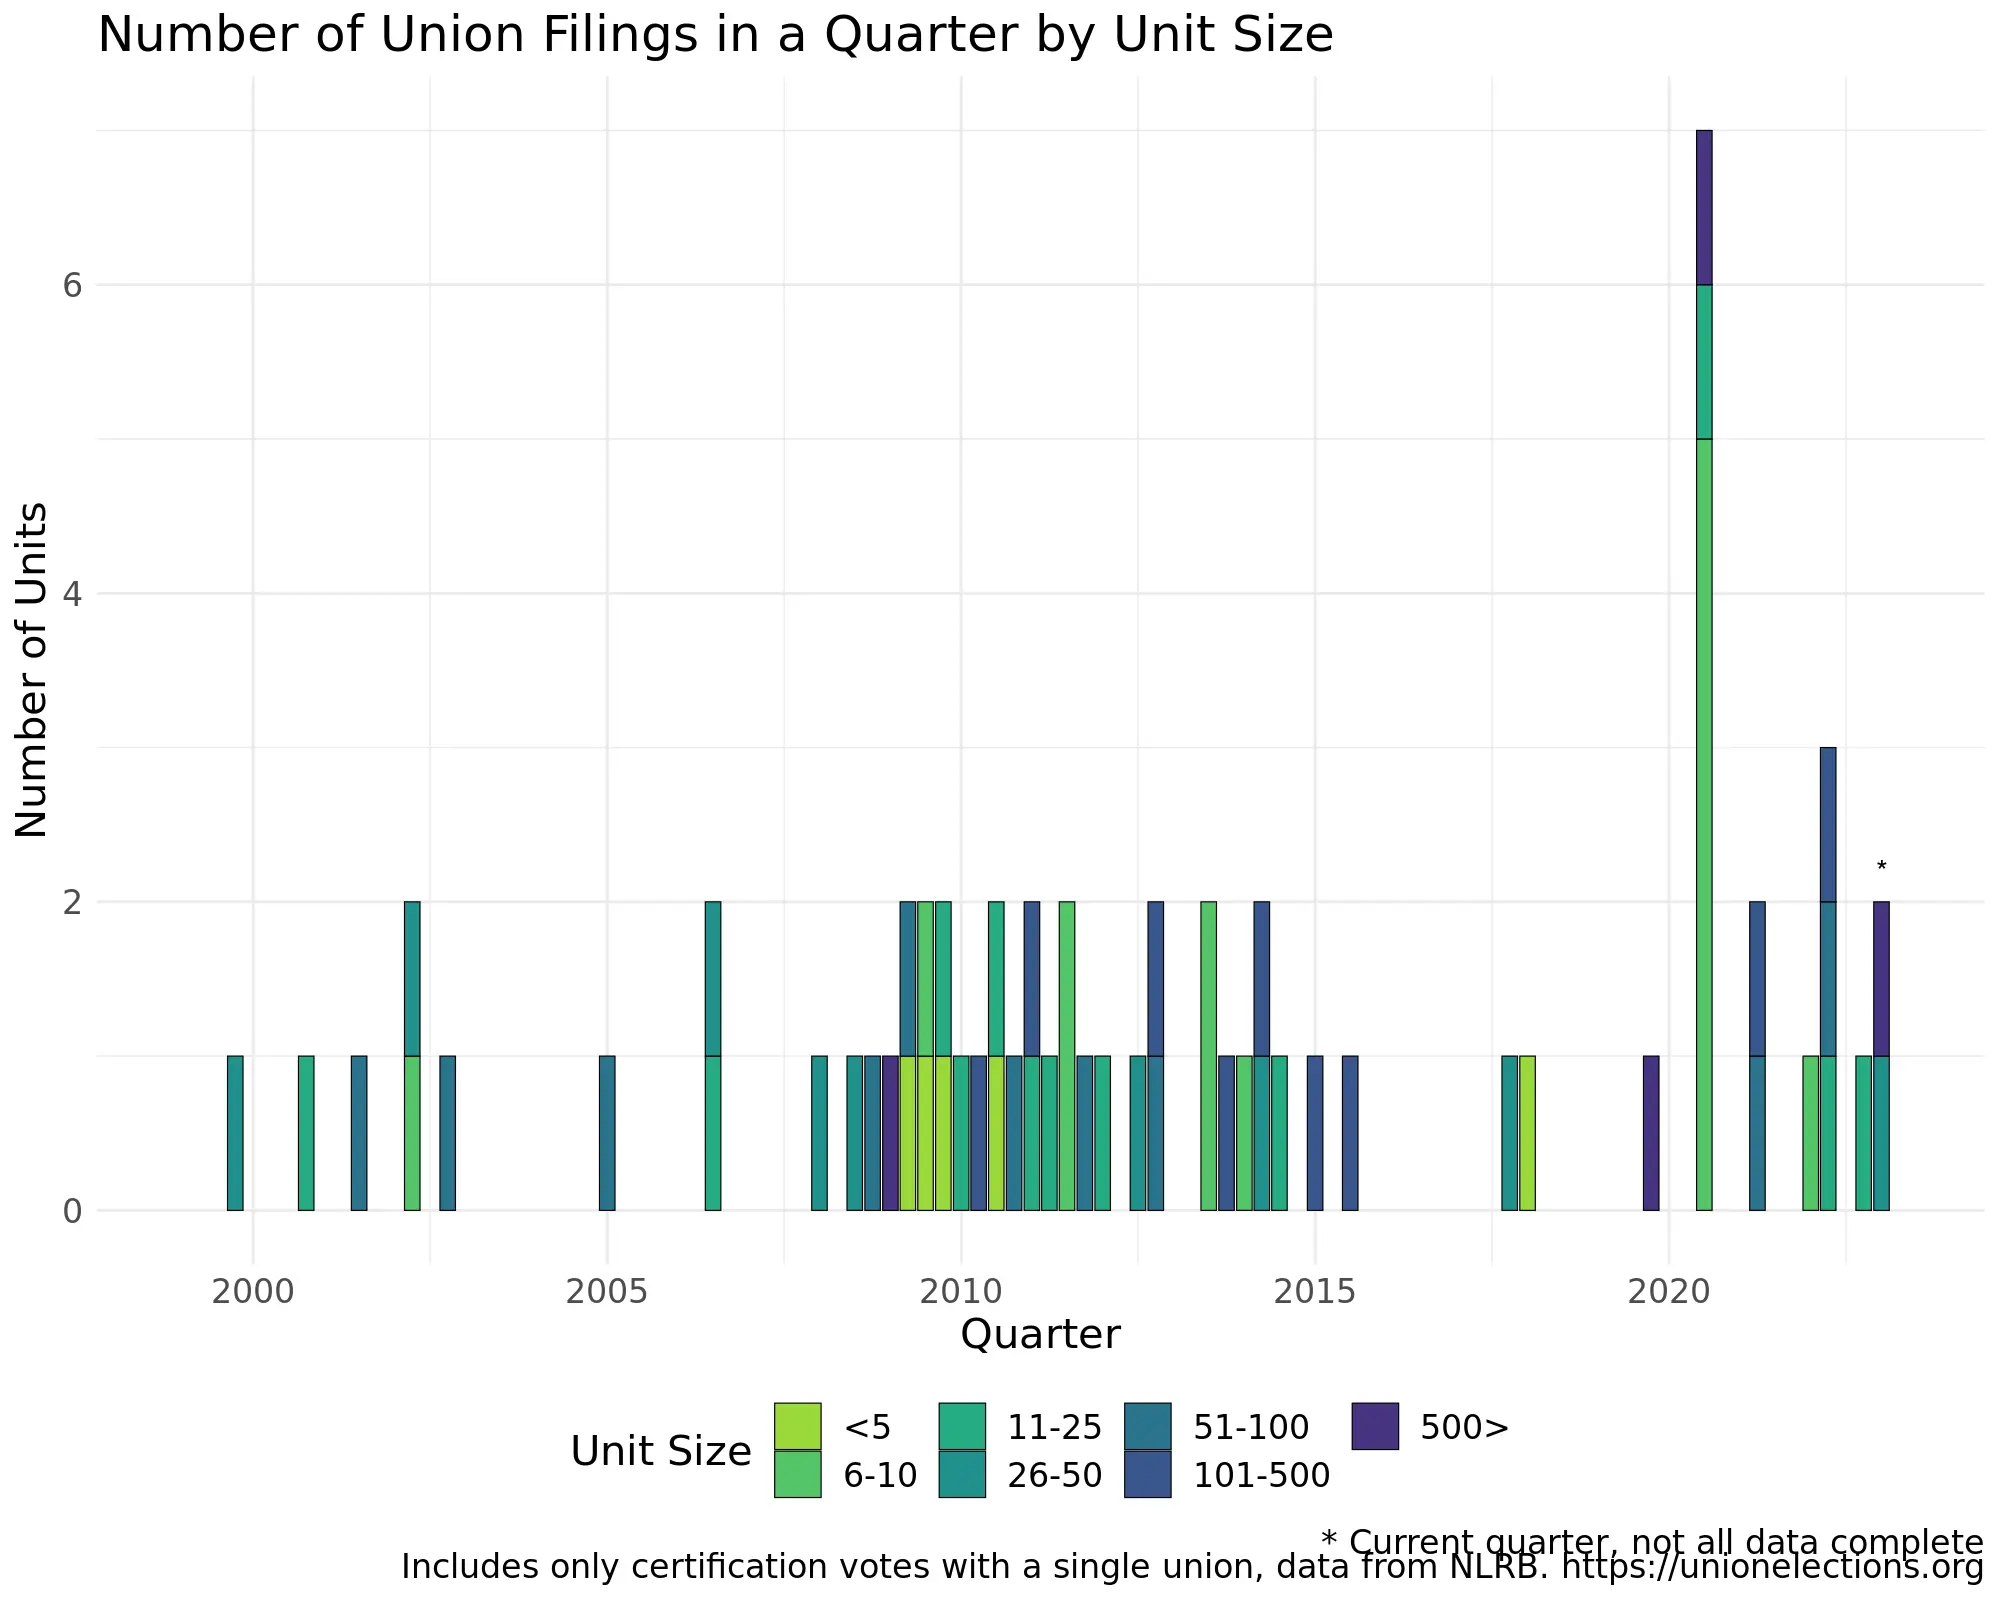 Number of Union Filings in a Quarter by Unit Size
Number of Units
6
4
2
0
*
2000 2005 2010 2015 2020
Quarter
Unit Size
<5 11-25 51-100 500>
6-10 26-50 101-500
* Current quarter, not all data complete
Includes only certification votes with a single union, data from NLRB. https://unionelections.org